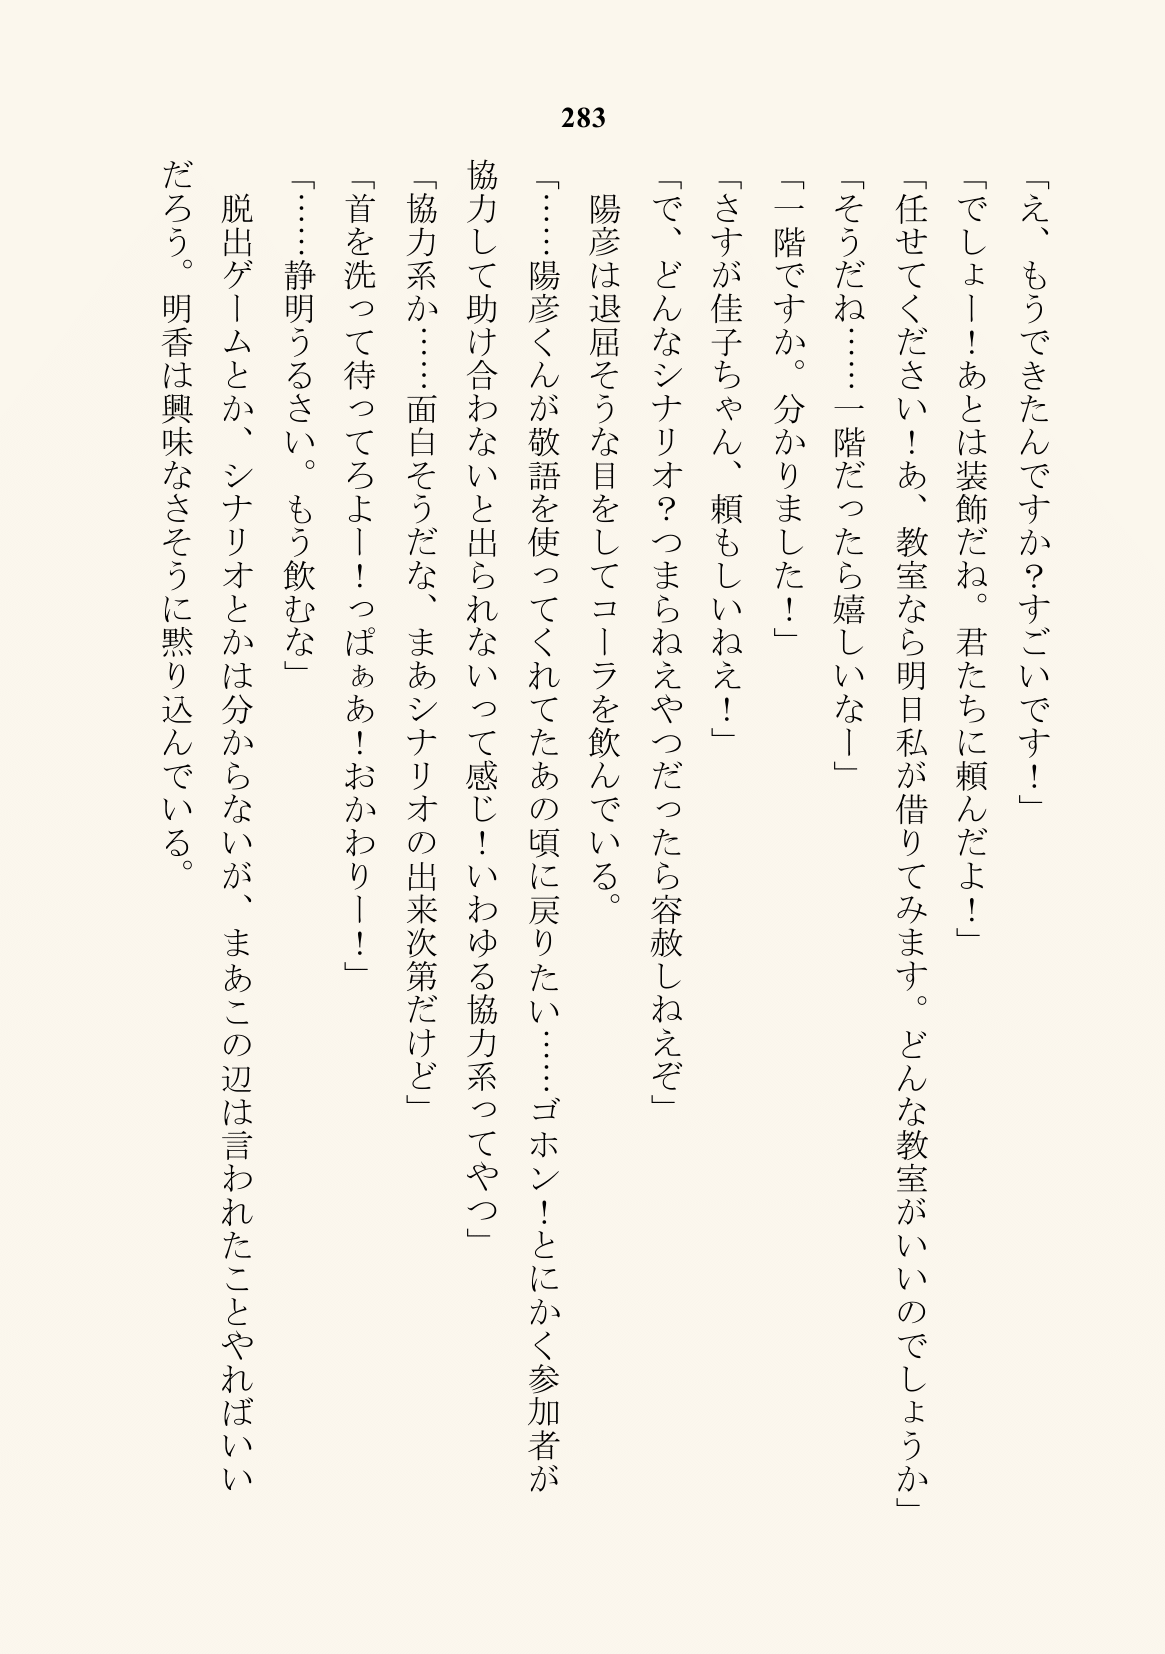 283
「え、もうできたんですか？すごいです！」
「でしょー！あとは装飾だね。君たちに頼んだよ！」
「任せてください！あ、教室なら明日私が借りてみます。どんな教室がいいのでしょうか」
「そうだね……一階だったら嬉しいなー」
「一階ですか。分かりました！」
「さすが佳子ちゃん、頼もしいねえ！」
「で、どんなシナリオ？つまらねえやつだったら容赦しねえぞ」
　陽彦は退屈そうな目をしてコーラを飲んでいる。
「……陽彦くんが敬語を使ってくれてたあの頃に戻りたい……ゴホン！とにかく参加者が
協力して助け合わないと出られないって感じ！いわゆる協力系ってやつ」
「協力系か……面白そうだな、まあシナリオの出来次第だけど」
「首を洗って待ってろよー！っぱぁあ！おかわりー！」
「……静明うるさい。もう飲むな」
　脱出ゲームとか、シナリオとかは分からないが、まあこの辺は言われたことやればいい
だろう。明香は興味なさそうに黙り込んでいる。